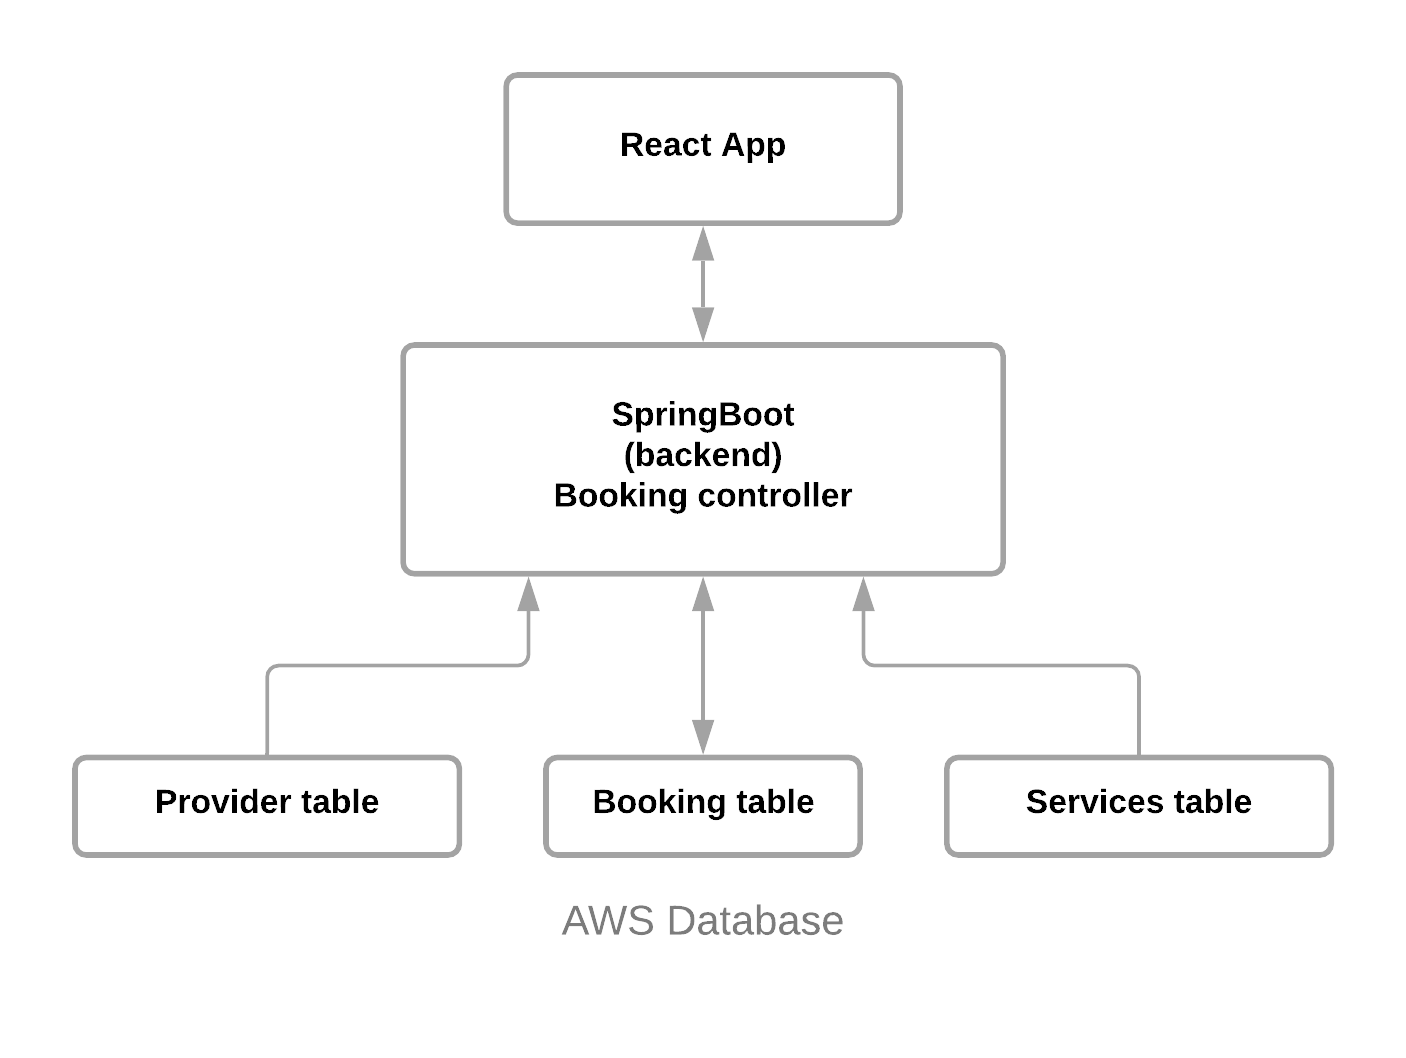 React App
SpringBoot
(backend)
Booking controller
Provider table
Booking table
Services table
AWS Database